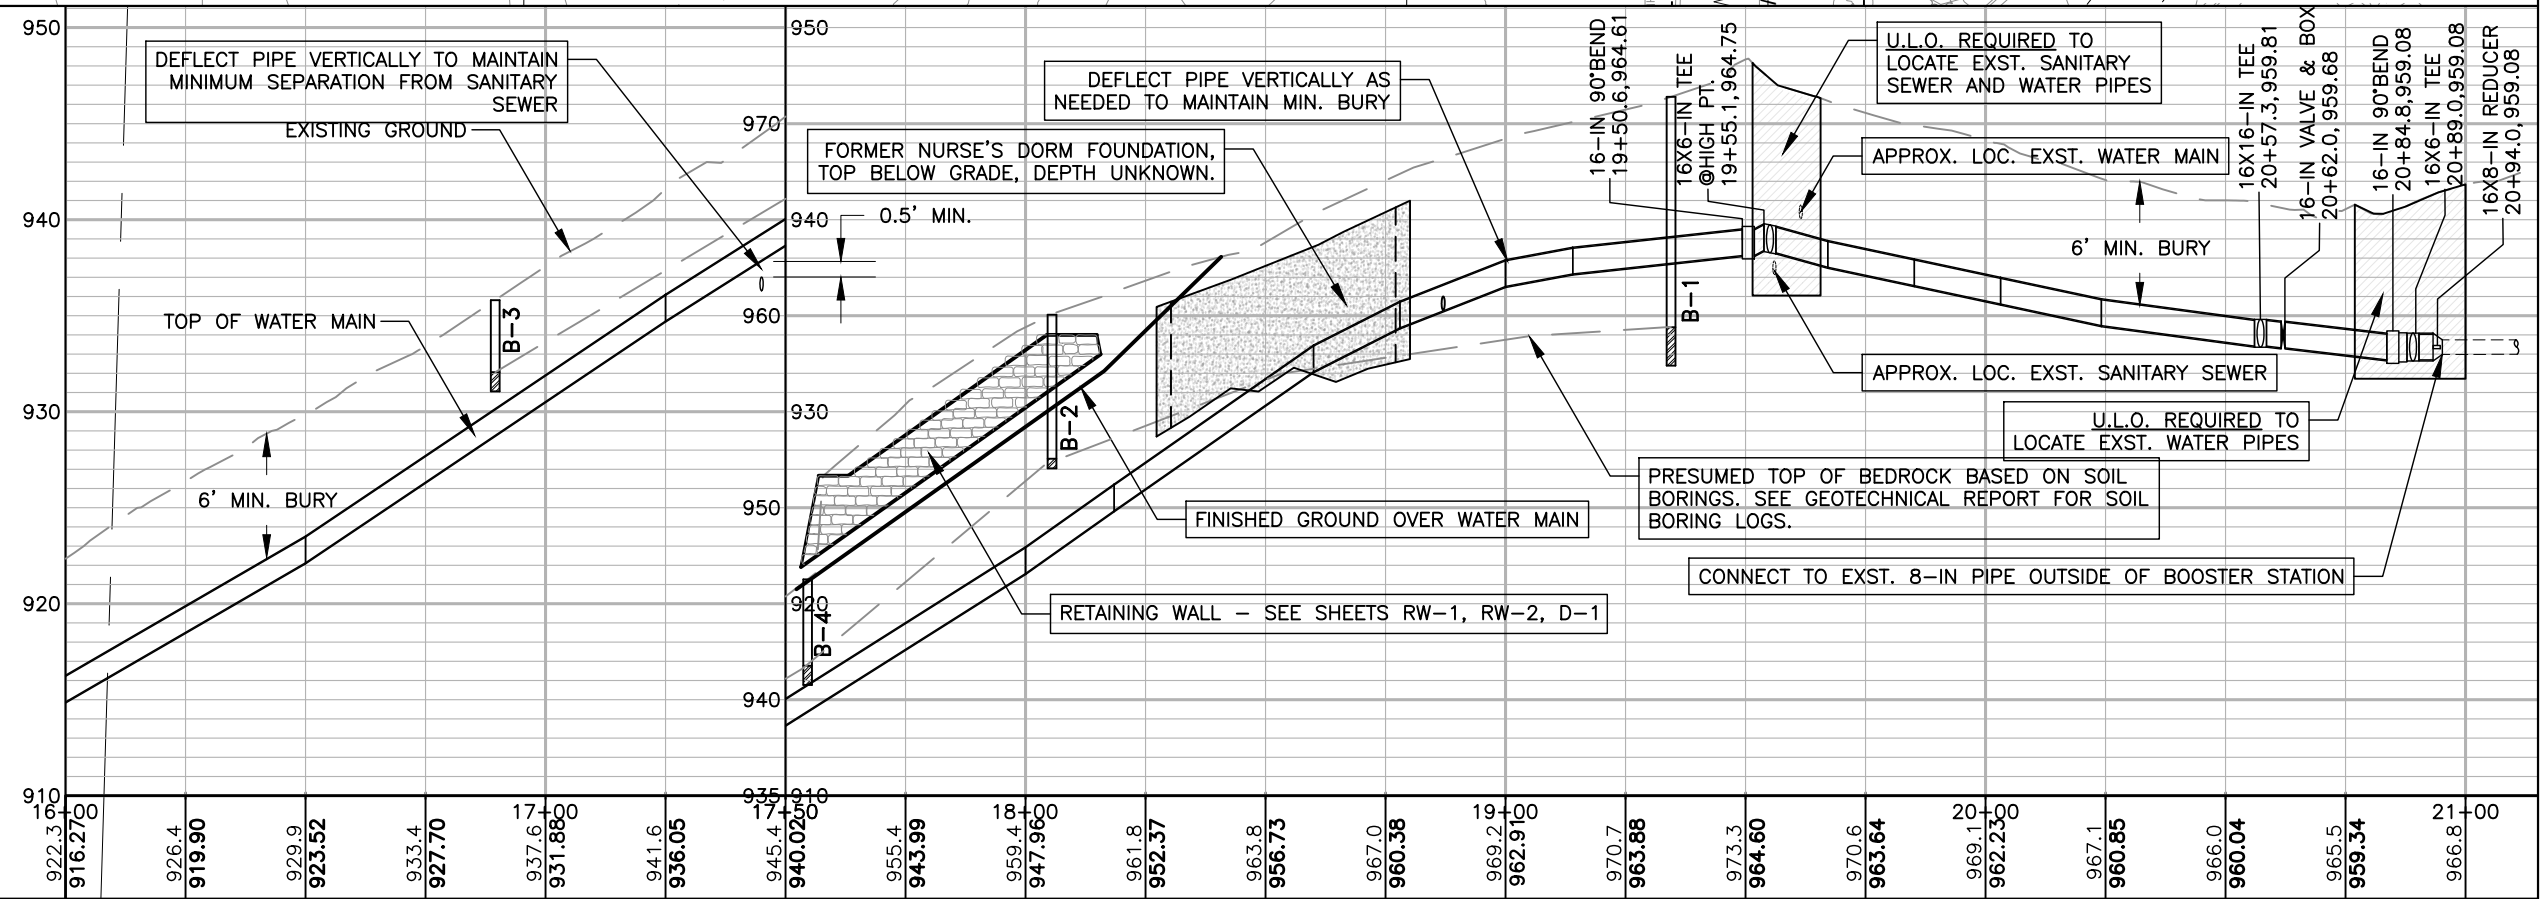 950
940
930
920
910
950
970
940
960
930
950
920
940
935
910
DEFLECT PIPE VERTICALLY TO MAINTAIN
MINIMUM SEPARATION FROM SANITARY
SEWER
EXISTING GROUND
TOP OF WATER MAIN
B-3
6' MIN. BURY
0.5' MIN.
FORMER NURSE'S DORM FOUNDATION,
TOP BELOW GRADE, DEPTH UNKNOWN.
DEFLECT PIPE VERTICALLY AS
NEEDED TO MAINTAIN MIN. BURY
B-2
B-4
FINISHED GROUND OVER WATER MAIN
RETAINING WALL - SEE SHEETS RW-1, RW-2, D-1
16-IN 90°BEND
19+50.6,964.61
16X6-IN TEE
@HIGH PT.
19+55.1,964.75
B-1
U.L.O. REQUIRED TO
LOCATE EXST. SANITARY
SEWER AND WATER PIPES
APPROX. LOC. EXST. WATER MAIN
6' MIN. BURY
APPROX. LOC. EXST. SANITARY SEWER
16X16-IN TEE
20+57.3,959.81
16-IN VALVE & BOX
20+62.0,959.68
16-IN 90°BEND
20+84.8,959.08
16X6-IN TEE
20+89.0,959.08
16X8-IN REDUCER
20+94.0,959.08
U.L.O. REQUIRED TO
LOCATE EXST. WATER PIPES
PRESUMED TOP OF BEDROCK BASED ON SOIL
BORINGS. SEE GEOTECHNICAL REPORT FOR SOIL
BORING LOGS.
CONNECT TO EXST. 8-IN PIPE OUTSIDE OF BOOSTER STATION
16+00
17+00
17+50
18+00
19+00
20+00
21+00
922.3
916.27
926.4
919.90
929.9
923.52
933.4
927.70
937.6
931.88
941.6
936.05
945.4
940.02
955.4
943.99
959.4
947.96
961.8
952.37
963.8
956.73
967.0
960.38
969.2
962.91
970.7
963.88
973.3
964.60
970.6
963.64
969.1
962.23
967.1
960.85
966.0
960.04
965.5
959.34
966.8